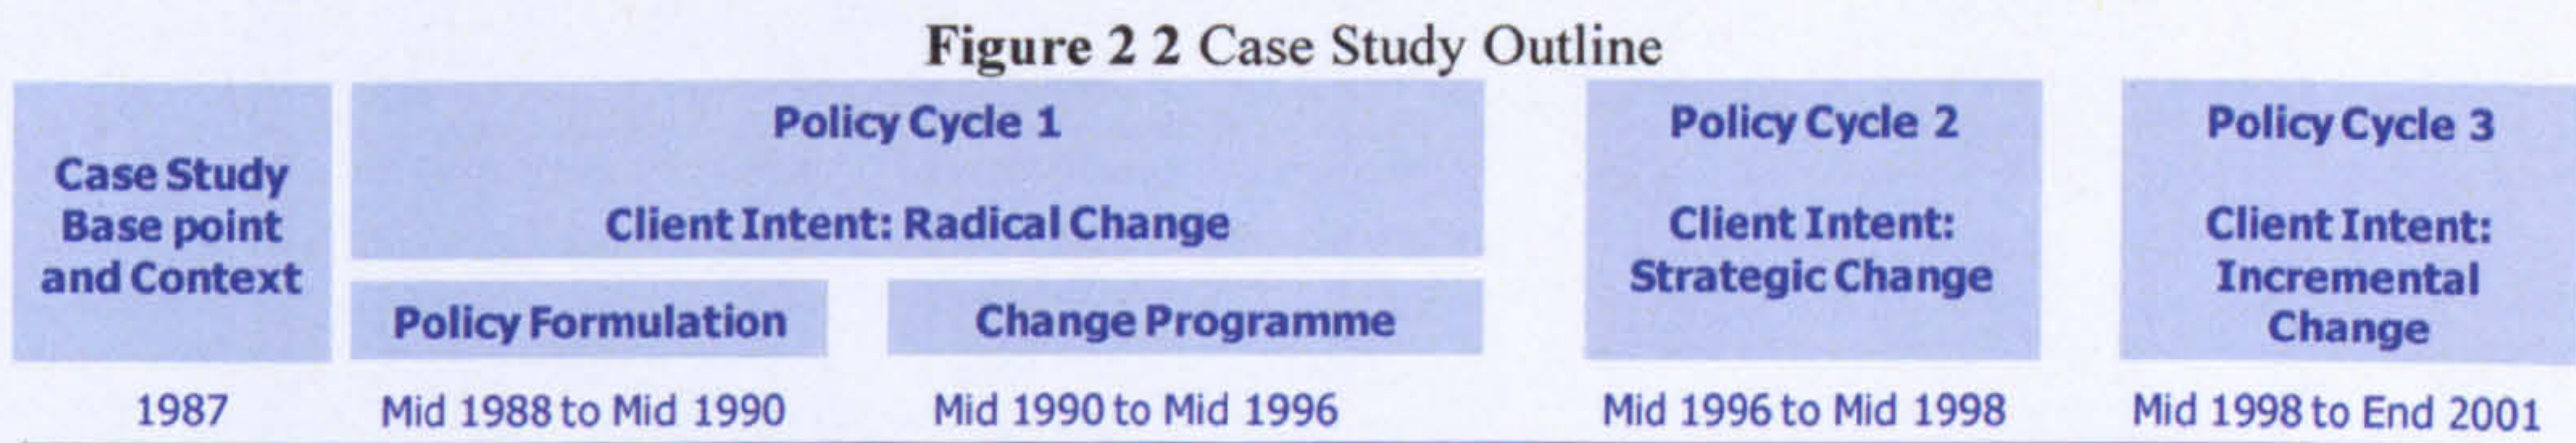 Figure 2 2 Case Study Outline
Case Study
Base point
and Context
1987
Policy Cycle 1
Client Intent: Radical Change
Policy Formulation
Mid 1988 to Mid 1990
Change Programme
Mid 1990 to Mid 1996
Policy Cycle 2
Client Intent:
Strategic Change
Mid 1996 to Mid 1998
Policy Cycle 3
Client Intent:
Incremental
Change
Mid 1998 to End 2001